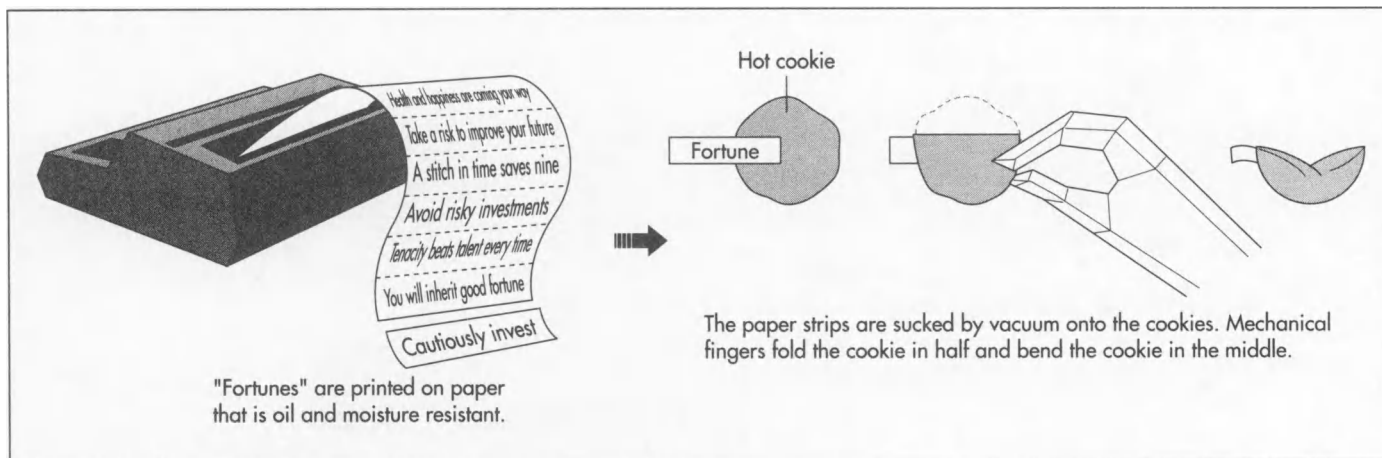 Health and happiness are coming your way
Take a risk to improve your future
A stitch in time saves nine
Avoid risky investments
Tenacity beats talent every time
You will inherit good fortune
Cautiously invest
"Fortunes" are printed on paper
that is oil and moisture resistant.
Hot cookie
Fortune
The paper strips are sucked by vacuum onto the cookies. Mechanical
fingers fold the cookie in half and bend the cookie in the middle.